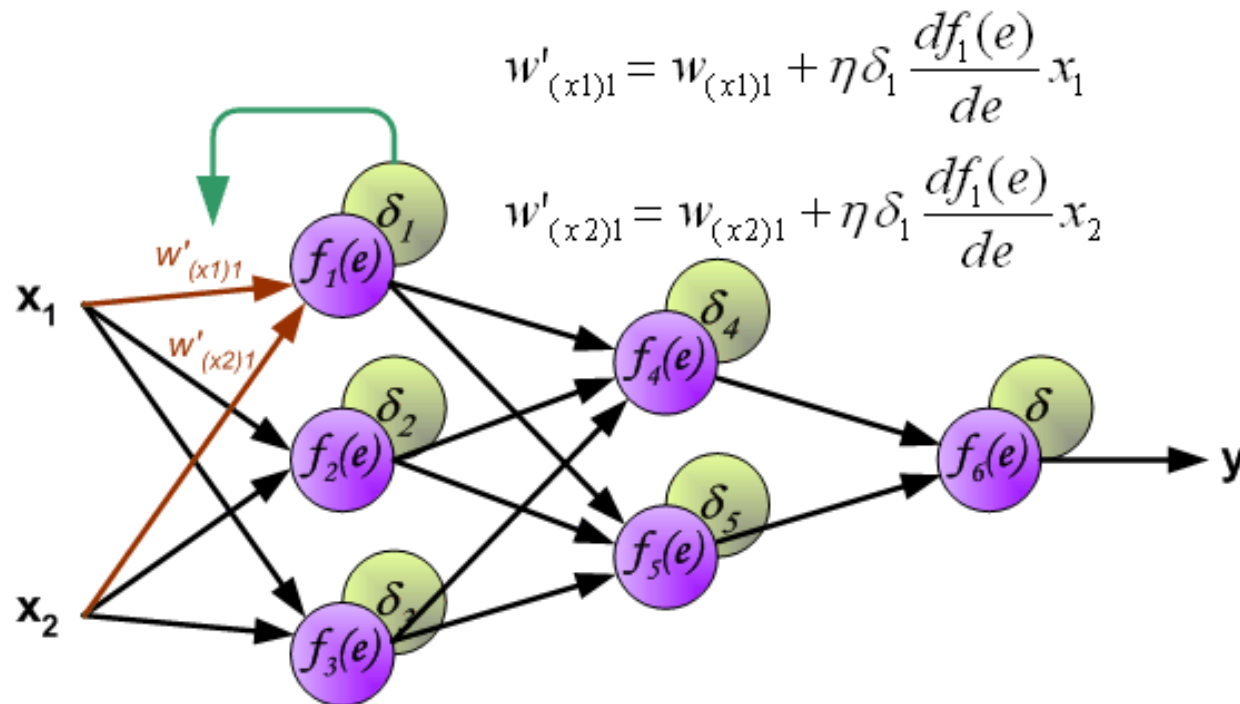 w'₍ₓ₁₎₁ = w₍ₓ₁₎₁ + η δ₁ df₁(e)/de x₁
w'₍ₓ₂₎₁ = w₍ₓ₂₎₁ + η δ₁ df₁(e)/de x₂
δ₁
f₁(e)
w'₍ₓ₁₎₁
x₁
w'₍ₓ₂₎₁
δ₄
f₄(e)
δ₂
f₂(e)
δ
f₆(e)
y
δ₅
f₅(e)
x₂
δ₃
f₃(e)